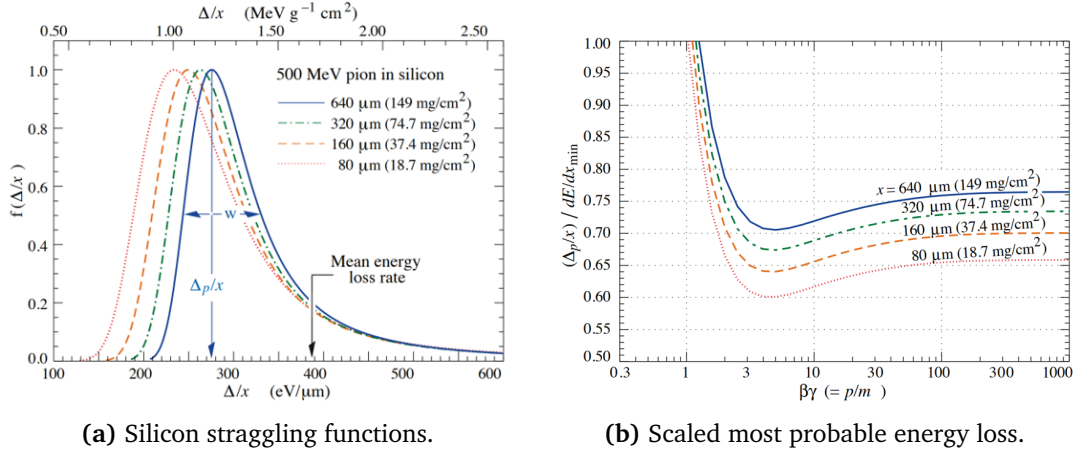 Δ/x (MeV g⁻¹ cm²)
0.50 1.00 1.50 2.00 2.50
f(Δ/x)
1.0
0.8
0.6
0.4
0.2
0.0
500 MeV pion in silicon
640 μm (149 mg/cm²)
320 μm (74.7 mg/cm²)
160 μm (37.4 mg/cm²)
80 μm (18.7 mg/cm²)
w
Δp/x
Mean energy
loss rate
100 200 300 400 500 600
Δ/x (eV/μm)
(a) Silicon straggling functions.
(Δp/x) / dE/dx min
1.00
0.95
0.90
0.85
0.80
0.75
0.70
0.65
0.60
0.55
0.50
x = 640 μm (149 mg/cm²)
320 μm (74.7 mg/cm²)
160 μm (37.4 mg/cm²)
80 μm (18.7 mg/cm²)
0.3 1 3 10 30 100 300 1000
βγ (= p/m)
(b) Scaled most probable energy loss.